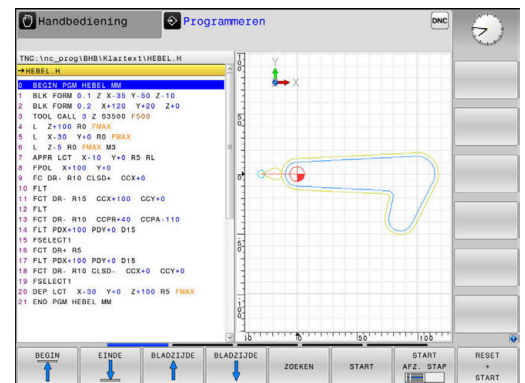 Handbediening
Programmeren
DNC
TNC:\nc_prog\BHB\Klartext\HEBEL.H
→HEBEL.H
0 BEGIN PGM HEBEL MM
1 BLK FORM 0.1 Z X-35 Y-50 Z-10
2 BLK FORM 0.2 X+120 Y+20 Z+0
3 TOOL CALL 3 Z S3500 F500
4 L Z+100 R0 FMAX
5 L X-30 Y+0 R0 FMAX
6 L Z-5 R0 FMAX M3
7 APPR LCT X-10 Y+0 R5 RL
8 FPOL X+100 Y+0
9 FC DR- R10 CLSD+ CCX+0
10 FLT
11 FCT DR- R15 CCX+100 CCY+0
12 FLT
13 FCT DR- R10 CCPR+40 CCPA-110
14 FLT PDX+100 PDY+0 D15
15 FSELECT1
16 FCT DR+ R5
17 FLT PDX+100 PDY+0 D15
18 FCT DR- R10 CLSD- CCX+0 CCY+0
19 FSELECT1
20 DEP LCT X-30 Y+0 Z+100 R5 FMAX
21 END PGM HEBEL MM
Y
X
0
50
100
BEGIN
EINDE
BLADZIJDE
BLADZIJDE
ZOEKEN
START
START
AFZ. STAP
RESET
+
START